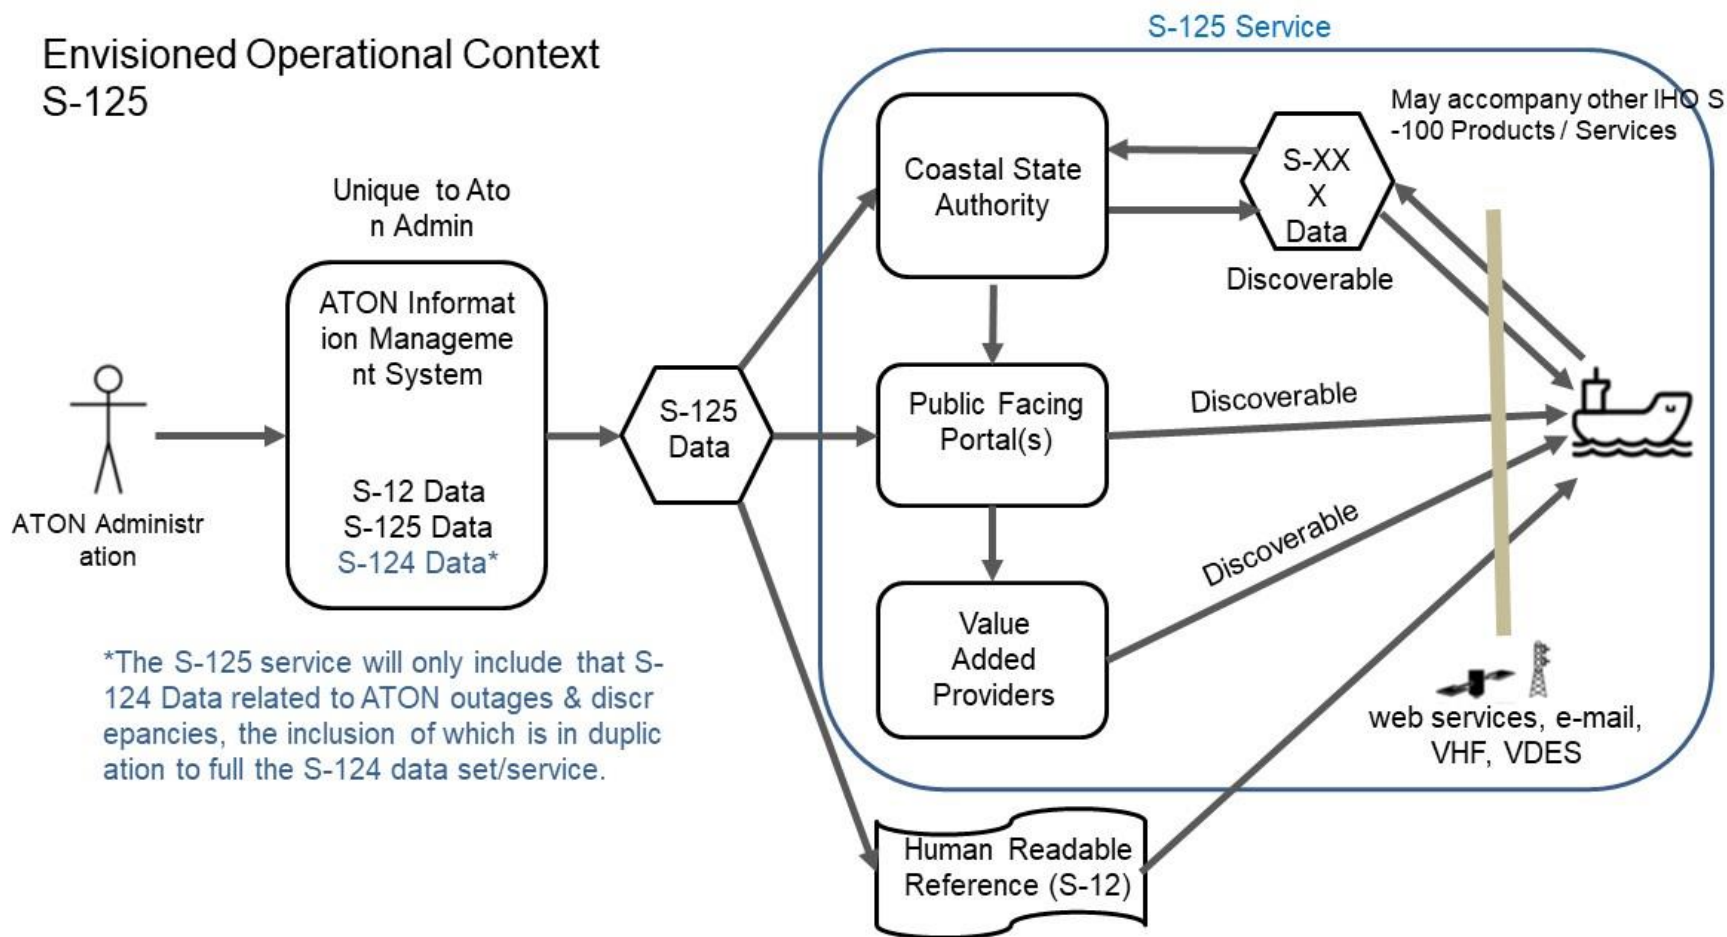 Envisioned Operational Context
S-125
S-125 Service
May accompany other IHO S
-100 Products / Services
Unique to Ato
n Admin
ATON Informat
ion Manageme
nt System
S-12 Data
S-125 Data
S-124 Data*
ATON Administr
ation
S-125
Data
Coastal State
Authority
S-XX
X
Data
Discoverable
Public Facing
Portal(s)
Discoverable
Value
Added
Providers
Discoverable
web services, e-mail,
VHF, VDES
*The S-125 service will only include that S-
124 Data related to ATON outages & discr
epancies, the inclusion of which is in duplic
ation to full the S-124 data set/service.
Human Readable
Reference (S-12)